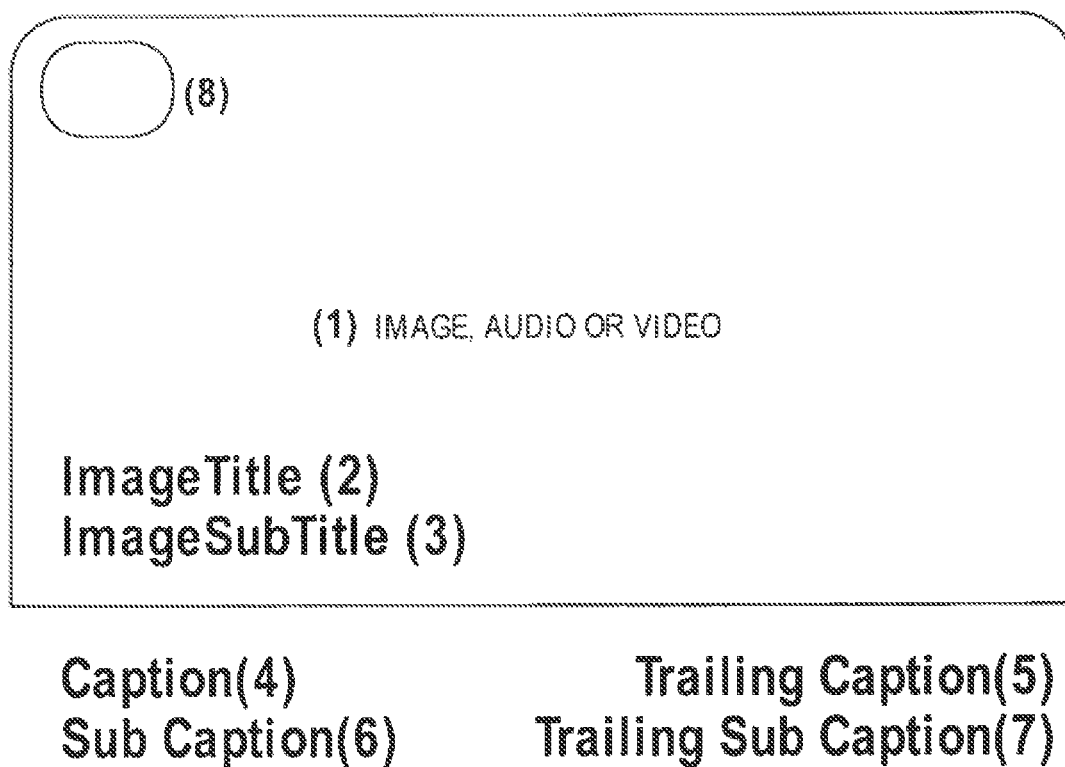 (8)
(1) IMAGE, AUDIO OR VIDEO
ImageTitle (2)
ImageSubTitle (3)
Caption(4) Trailing Caption(5)
Sub Caption(6) Trailing Sub Caption(7)